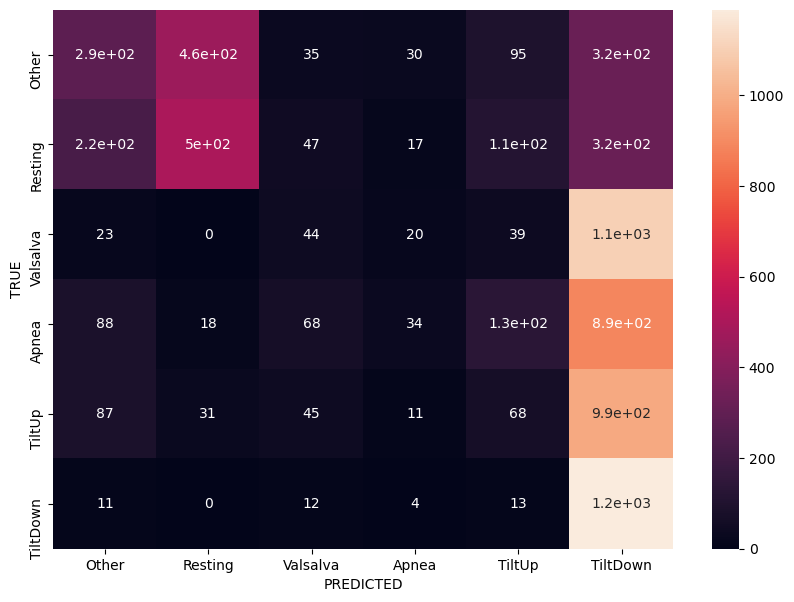 Other 2.9e+02 4.6e+02 35 30 95 3.2e+02
Resting 2.2e+02 5e+02 47 17 1.1e+02 3.2e+02
Valsalva 23 0 44 20 39 1.1e+03
Apnea 88 18 68 34 1.3e+02 8.9e+02
TiltUp 87 31 45 11 68 9.9e+02
TiltDown 11 0 12 4 13 1.2e+03
Other Resting Valsalva Apnea TiltUp TiltDown
PREDICTED
TRUE
1000
800
600
400
200
0